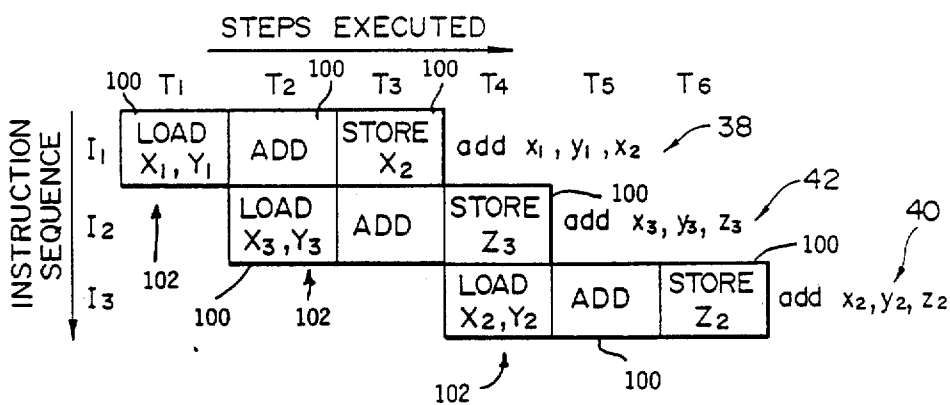 STEPS EXECUTED
100 T1 T2 100 T3 100 T4 T5 T6
INSTRUCTION SEQUENCE
I1 LOAD X1, Y1 ADD STORE X2 add x1, y1, x2 38
I2 LOAD X3, Y3 ADD STORE Z3 100 add x3, y3, z3 42
I3 LOAD X2, Y2 ADD STORE Z2 100 add x2, y2, z2 40
102 100 102
102 100